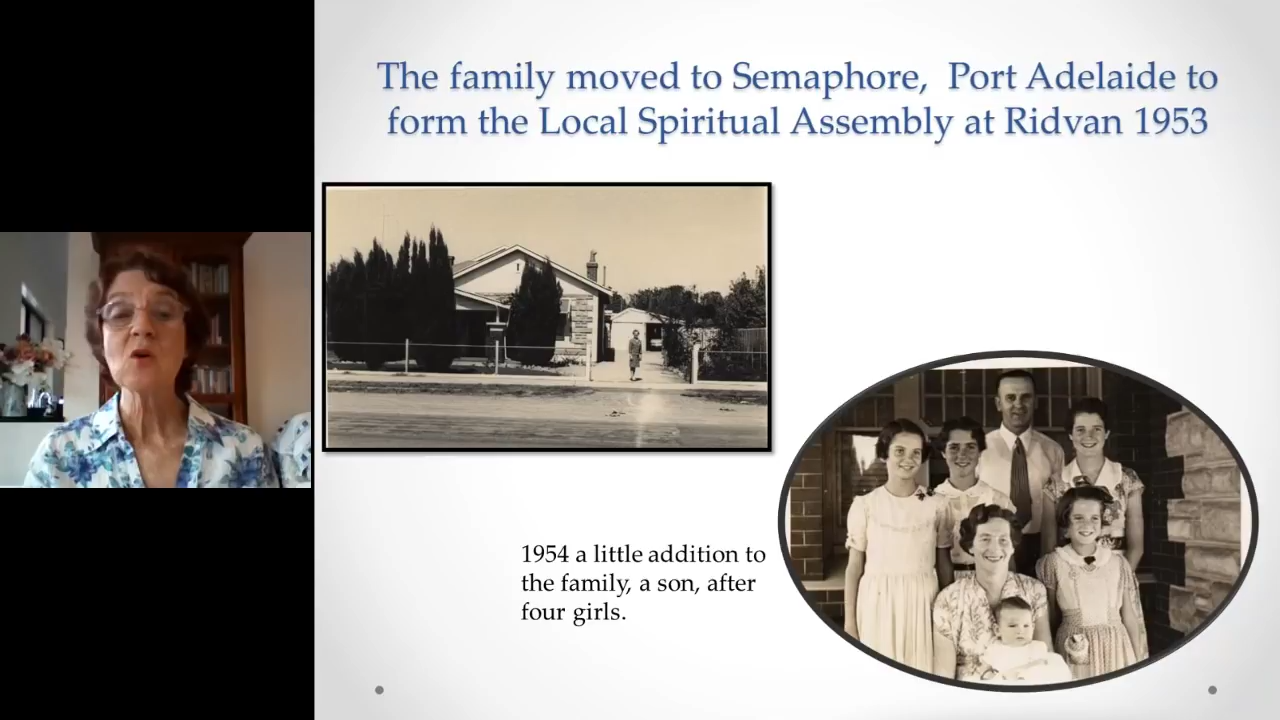 The family moved to Semaphore,  Port Adelaide to
form the Local Spiritual Assembly at Ridvan 1953
1954 a little addition to
the family, a son, after
four girls.